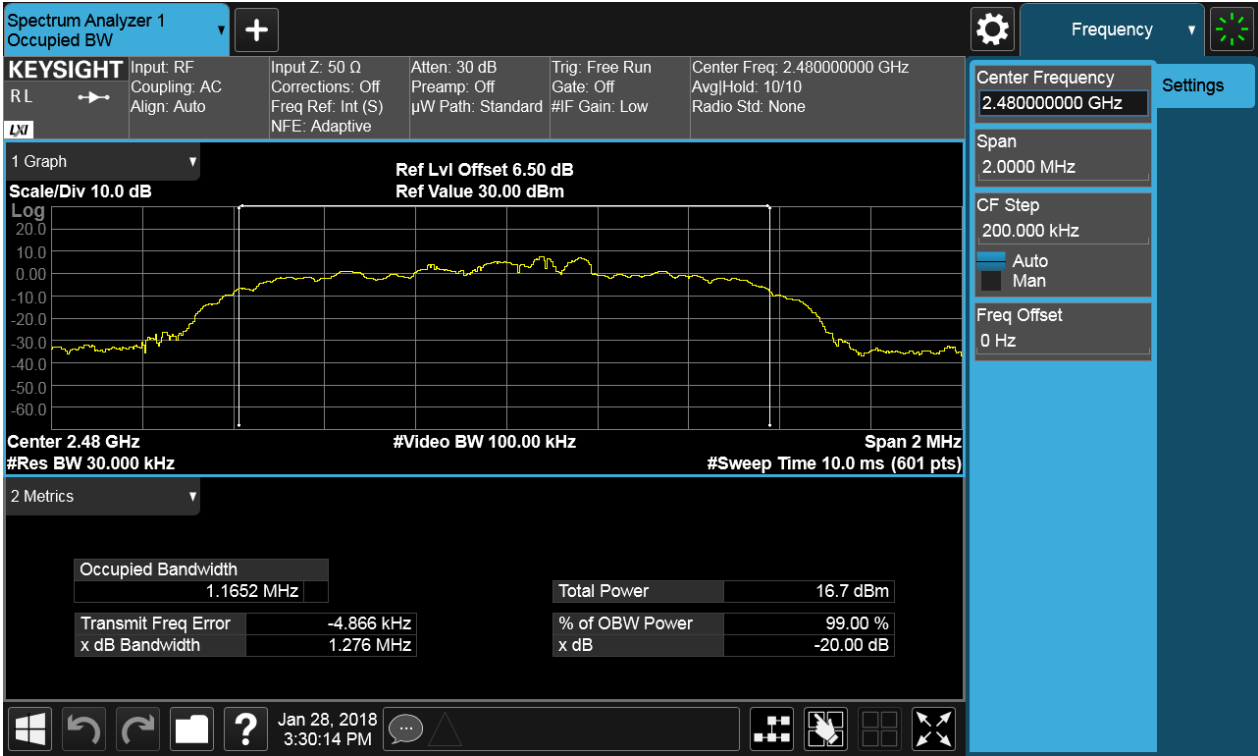 Spectrum Analyzer 1
Occupied BW
Frequency
KEYSIGHT
R L
LXI
Input: RF
Coupling: AC
Align: Auto
Input Z: 50 Ω
Corrections: Off
Freq Ref: Int (S)
NFE: Adaptive
Atten: 30 dB
Preamp: Off
µW Path: Standard
Trig: Free Run
Gate: Off
#IF Gain: Low
Center Freq: 2.480000000 GHz
Avg|Hold: 10/10
Radio Std: None
Center Frequency
2.480000000 GHz
Settings
Span
2.0000 MHz
CF Step
200.000 kHz
Auto
Man
Freq Offset
0 Hz
1 Graph
Scale/Div 10.0 dB
Ref Lvl Offset 6.50 dB
Ref Value 30.00 dBm
Log
20.0
10.0
0.00
-10.0
-20.0
-30.0
-40.0
-50.0
-60.0
Center 2.48 GHz
#Video BW 100.00 kHz
Span 2 MHz
#Res BW 30.000 kHz
#Sweep Time 10.0 ms (601 pts)
2 Metrics
Occupied Bandwidth
1.1652 MHz
Total Power 16.7 dBm
Transmit Freq Error -4.866 kHz
% of OBW Power 99.00 %
x dB Bandwidth 1.276 MHz
x dB -20.00 dB
?
Jan 28, 2018
3:30:14 PM